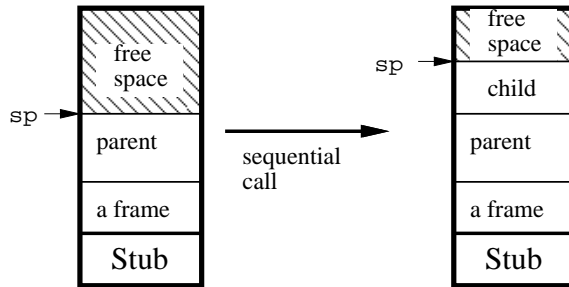 free
space
sp
parent
a frame
Stub
sequential
call
free
space
sp
child
parent
a frame
Stub